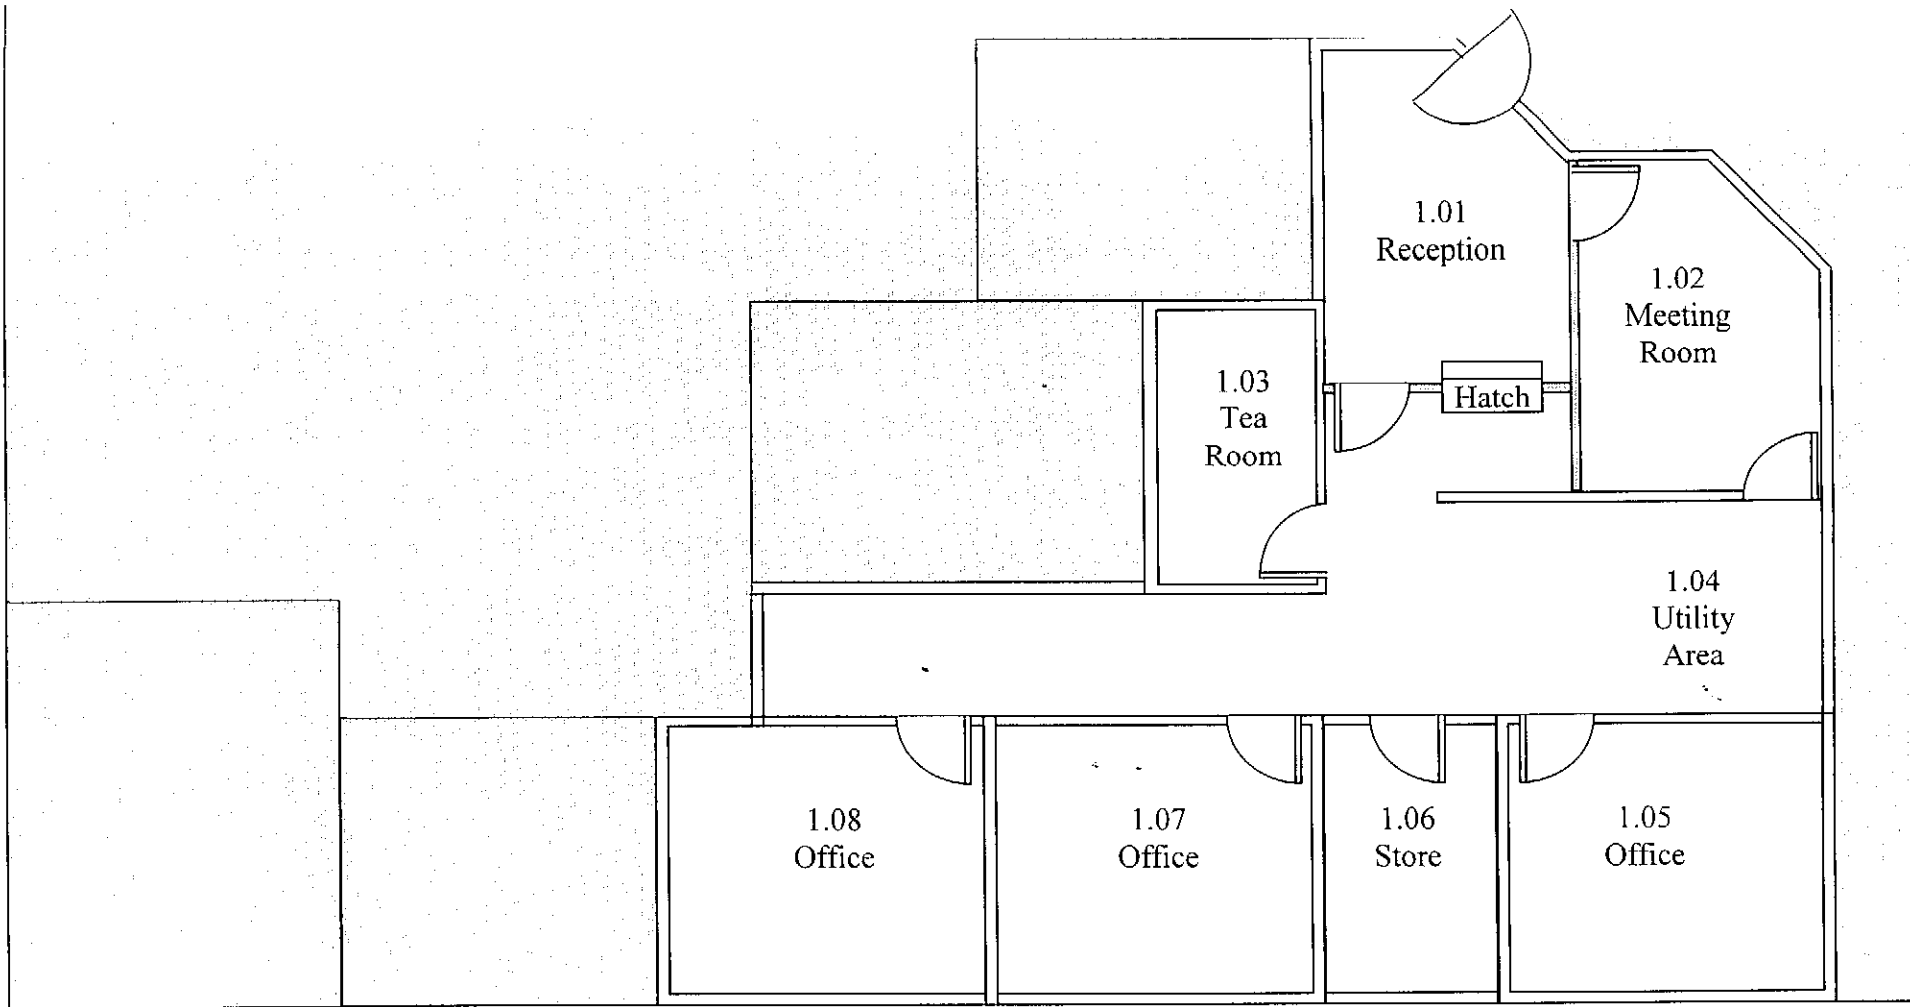 1.01
Reception
1.02
Meeting
Room
1.03
Tea
Room
Hatch
1.04
Utility
Area
1.08
Office
1.07
Office
1.06
Store
1.05
Office